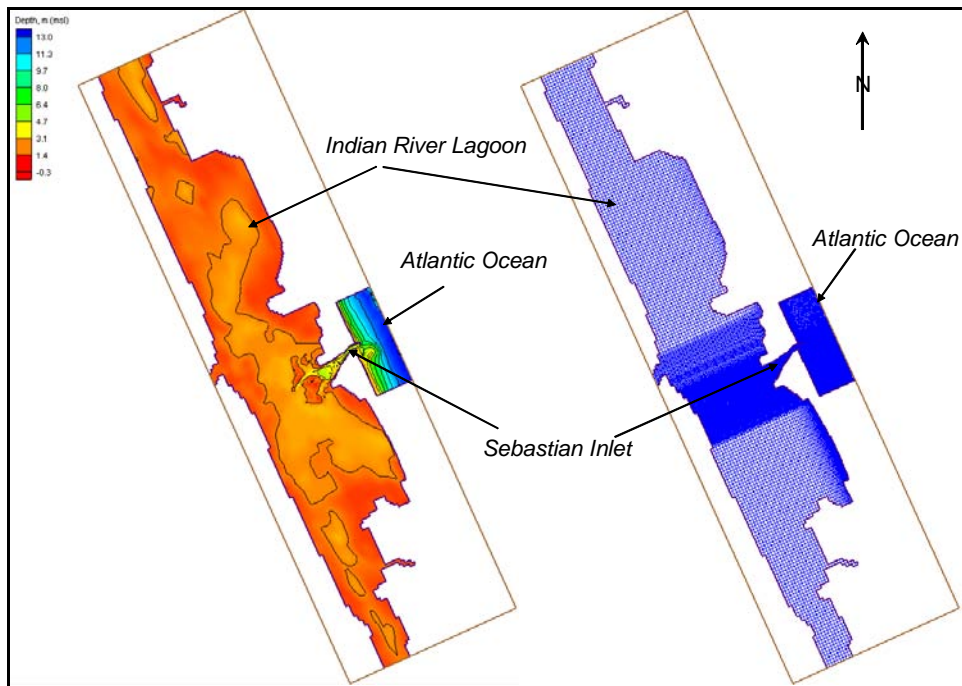 Depth, m (msl)
13.0
11.3
9.7
8.0
6.4
4.7
3.1
1.4
-0.3
N
Indian River Lagoon
Atlantic Ocean
Atlantic Ocean
Sebastian Inlet